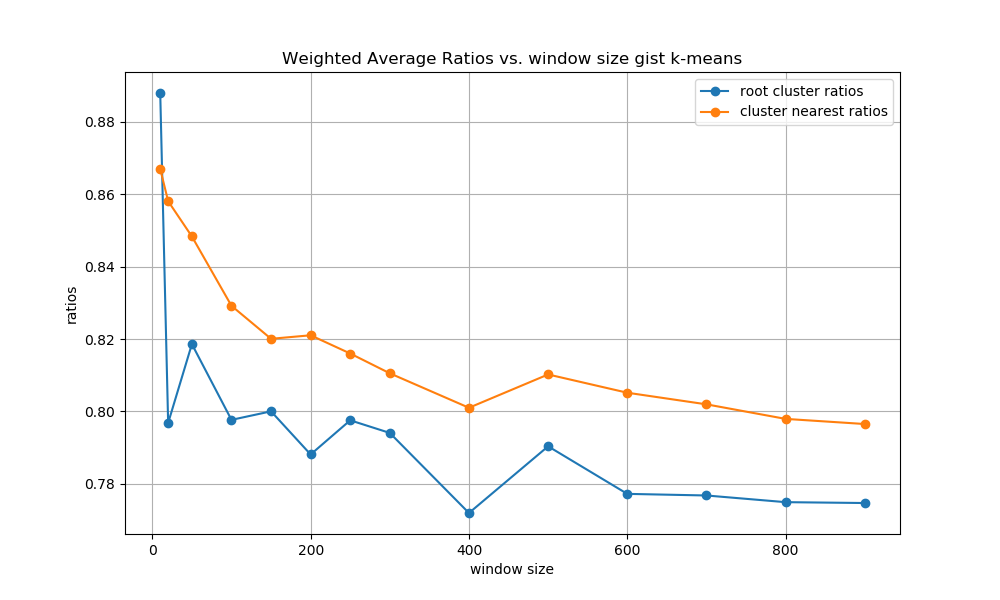 Weighted Average Ratios vs. window size gist k-means
root cluster ratios
cluster nearest ratios
ratios
0.88
0.86
0.84
0.82
0.80
0.78
0 200 400 600 800
window size